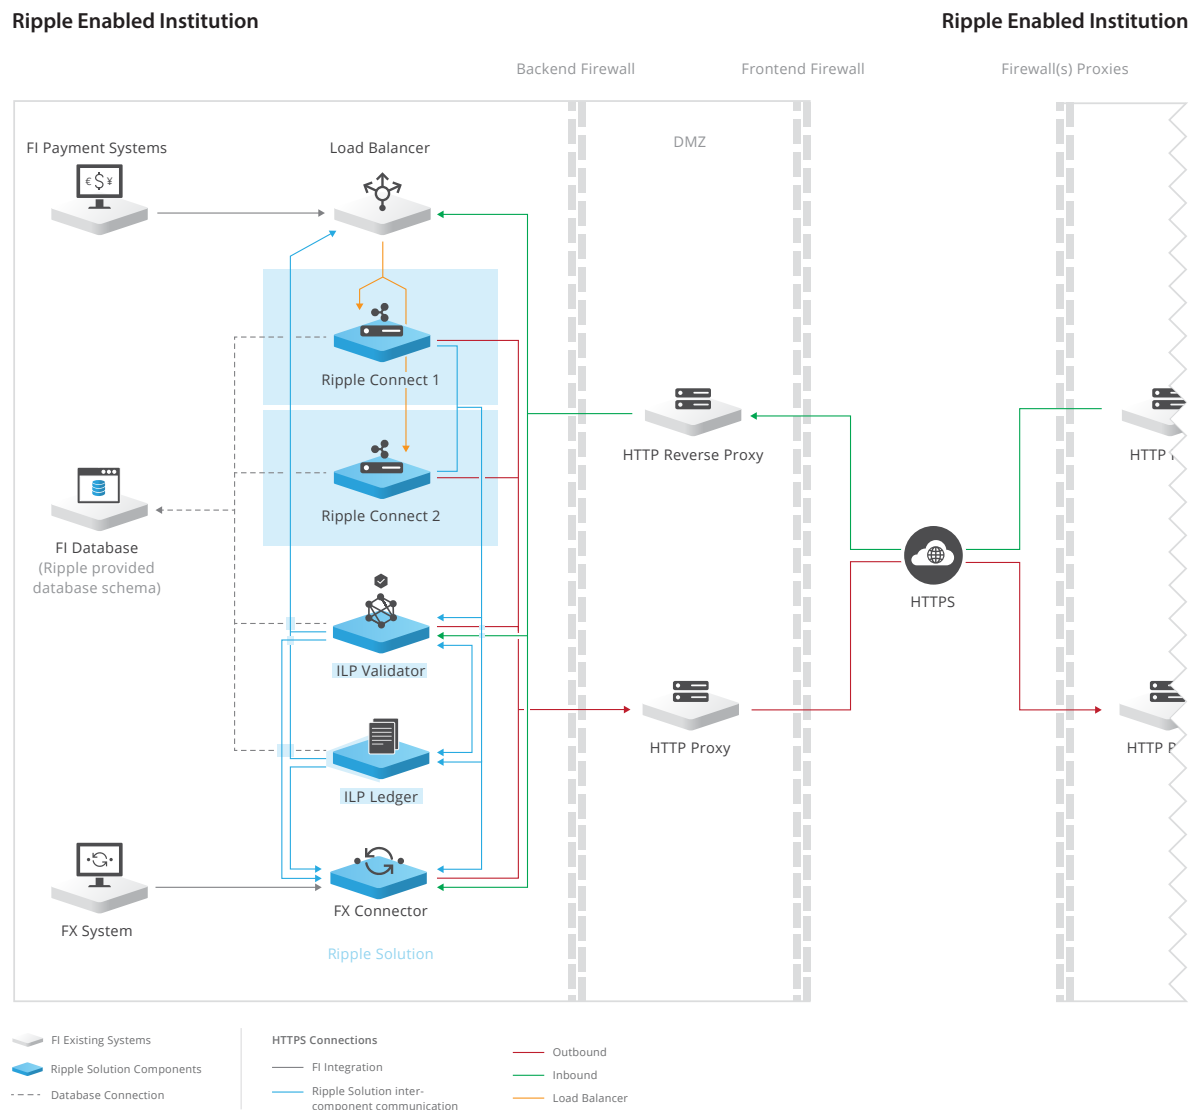 Ripple Enabled Institution
Ripple Enabled Institution
Backend Firewall
Frontend Firewall
Firewall(s) Proxies
DMZ
FI Payment Systems
Load Balancer
€ $ ¥
Ripple Connect 1
HTTP Reverse Proxy
HTTP
Ripple Connect 2
FI Database
(Ripple provided
database schema)
HTTPS
ILP Validator
HTTP Proxy
HTTP P
ILP Ledger
FX Connector
FX System
Ripple Solution
FI Existing Systems
Ripple Solution Components
Database Connection
HTTPS Connections
FI Integration
Ripple Solution inter-
component communication
Outbound
Inbound
Load Balancer